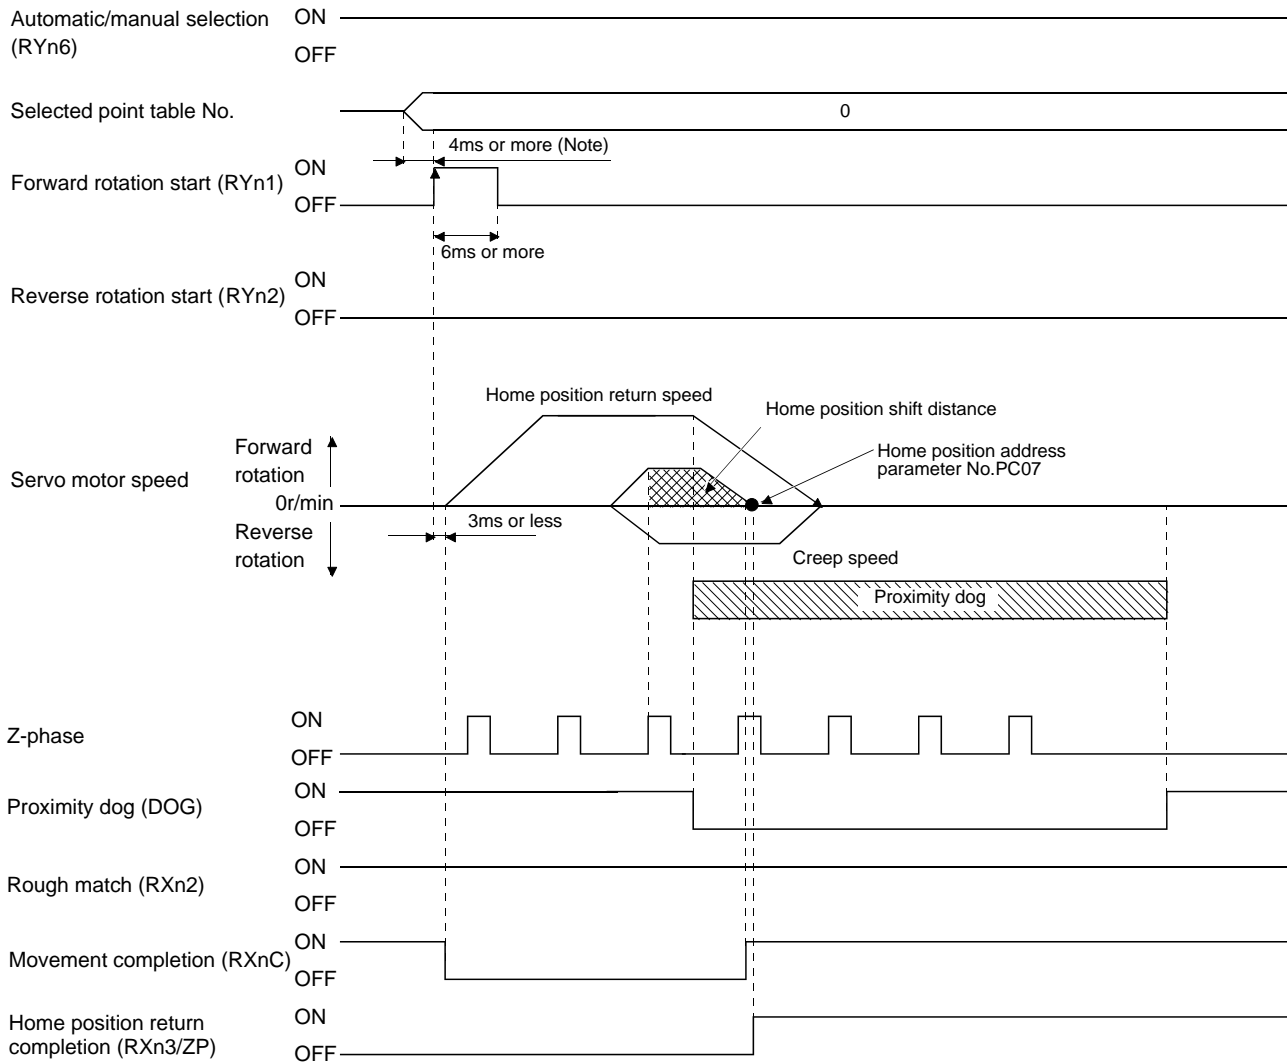 Automatic/manual selection
(RYn6)
ON
OFF
Selected point table No.
0
4ms or more (Note)
Forward rotation start (RYn1)
ON
OFF
6ms or more
Reverse rotation start (RYn2)
ON
OFF
Home position return speed
Home position shift distance
Home position address
parameter No.PC07
Servo motor speed
Forward
rotation
0r/min
Reverse
rotation
3ms or less
Creep speed
Proximity dog
Z-phase
ON
OFF
Proximity dog (DOG)
ON
OFF
Rough match (RXn2)
ON
OFF
Movement completion (RXnC)
ON
OFF
Home position return
completion (RXn3/ZP)
ON
OFF